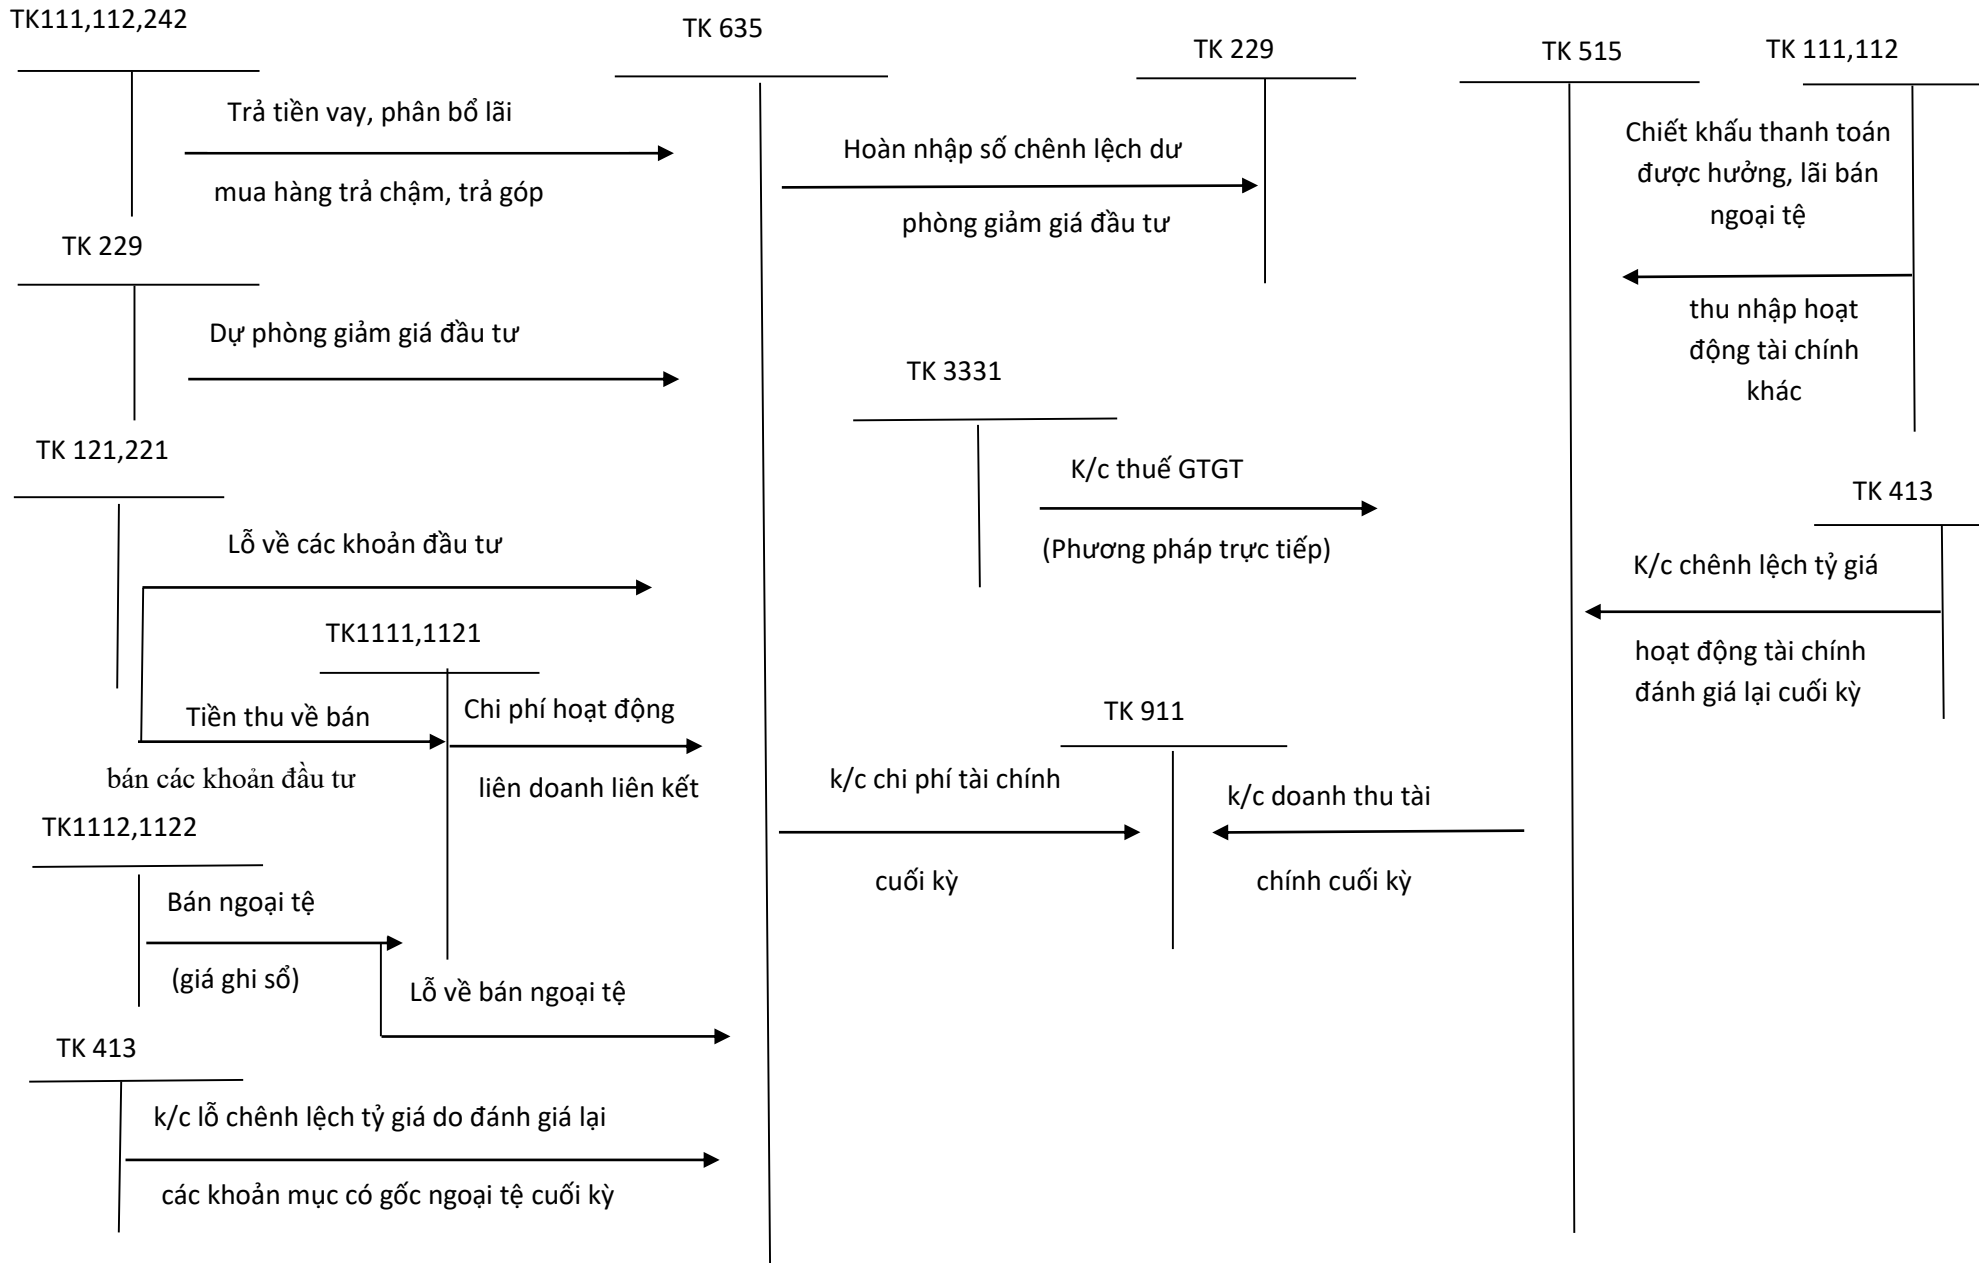 TK111,112,242
TK 635
TK 229
TK 515
TK 111,112
Trả tiền vay, phân bổ lãi
mua hàng trả chậm, trả góp
Hoàn nhập số chênh lệch dư
phòng giảm giá đầu tư
Chiết khấu thanh toán
được hưởng, lãi bán
ngoại tệ
thu nhập hoạt
động tài chính
khác
TK 229
Dự phòng giảm giá đầu tư
TK 3331
K/c thuế GTGT
(Phương pháp trực tiếp)
TK 413
K/c chênh lệch tỷ giá
hoạt động tài chính
đánh giá lại cuối kỳ
TK 121,221
Lỗ về các khoản đầu tư
TK1111,1121
Tiền thu về bán
bán các khoản đầu tư
Chi phí hoạt động
liên doanh liên kết
TK 911
k/c chi phí tài chính
cuối kỳ
k/c doanh thu tài
chính cuối kỳ
TK1112,1122
Bán ngoại tệ
(giá ghi sổ)
Lỗ về bán ngoại tệ
TK 413
k/c lỗ chênh lệch tỷ giá do đánh giá lại
các khoản mục có gốc ngoại tệ cuối kỳ